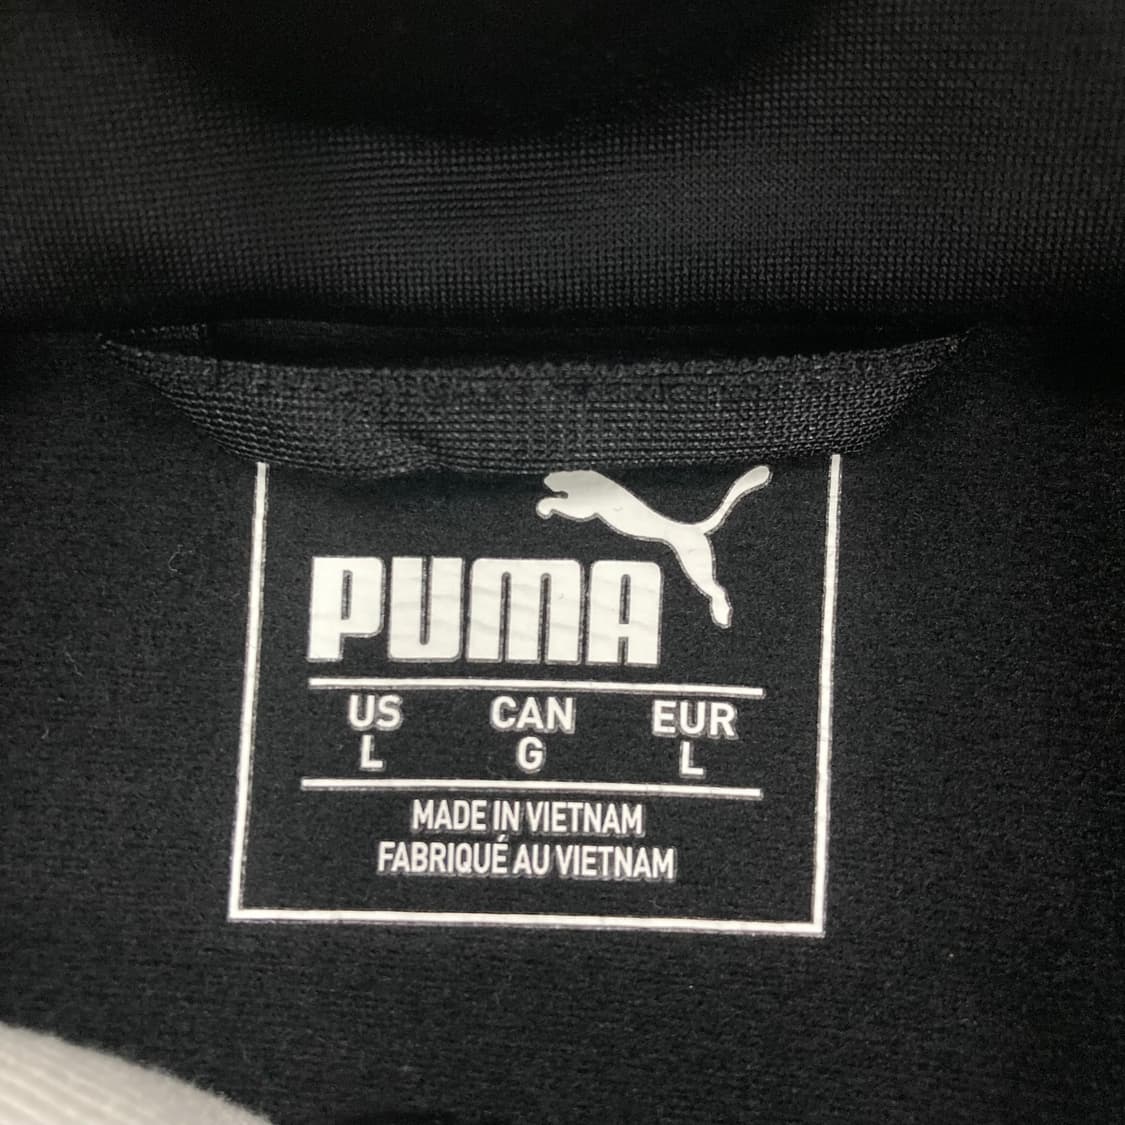 PUMA
US CAN EUR
L G L
MADE IN VIETNAM
FABRIQUÉ AU VIETNAM